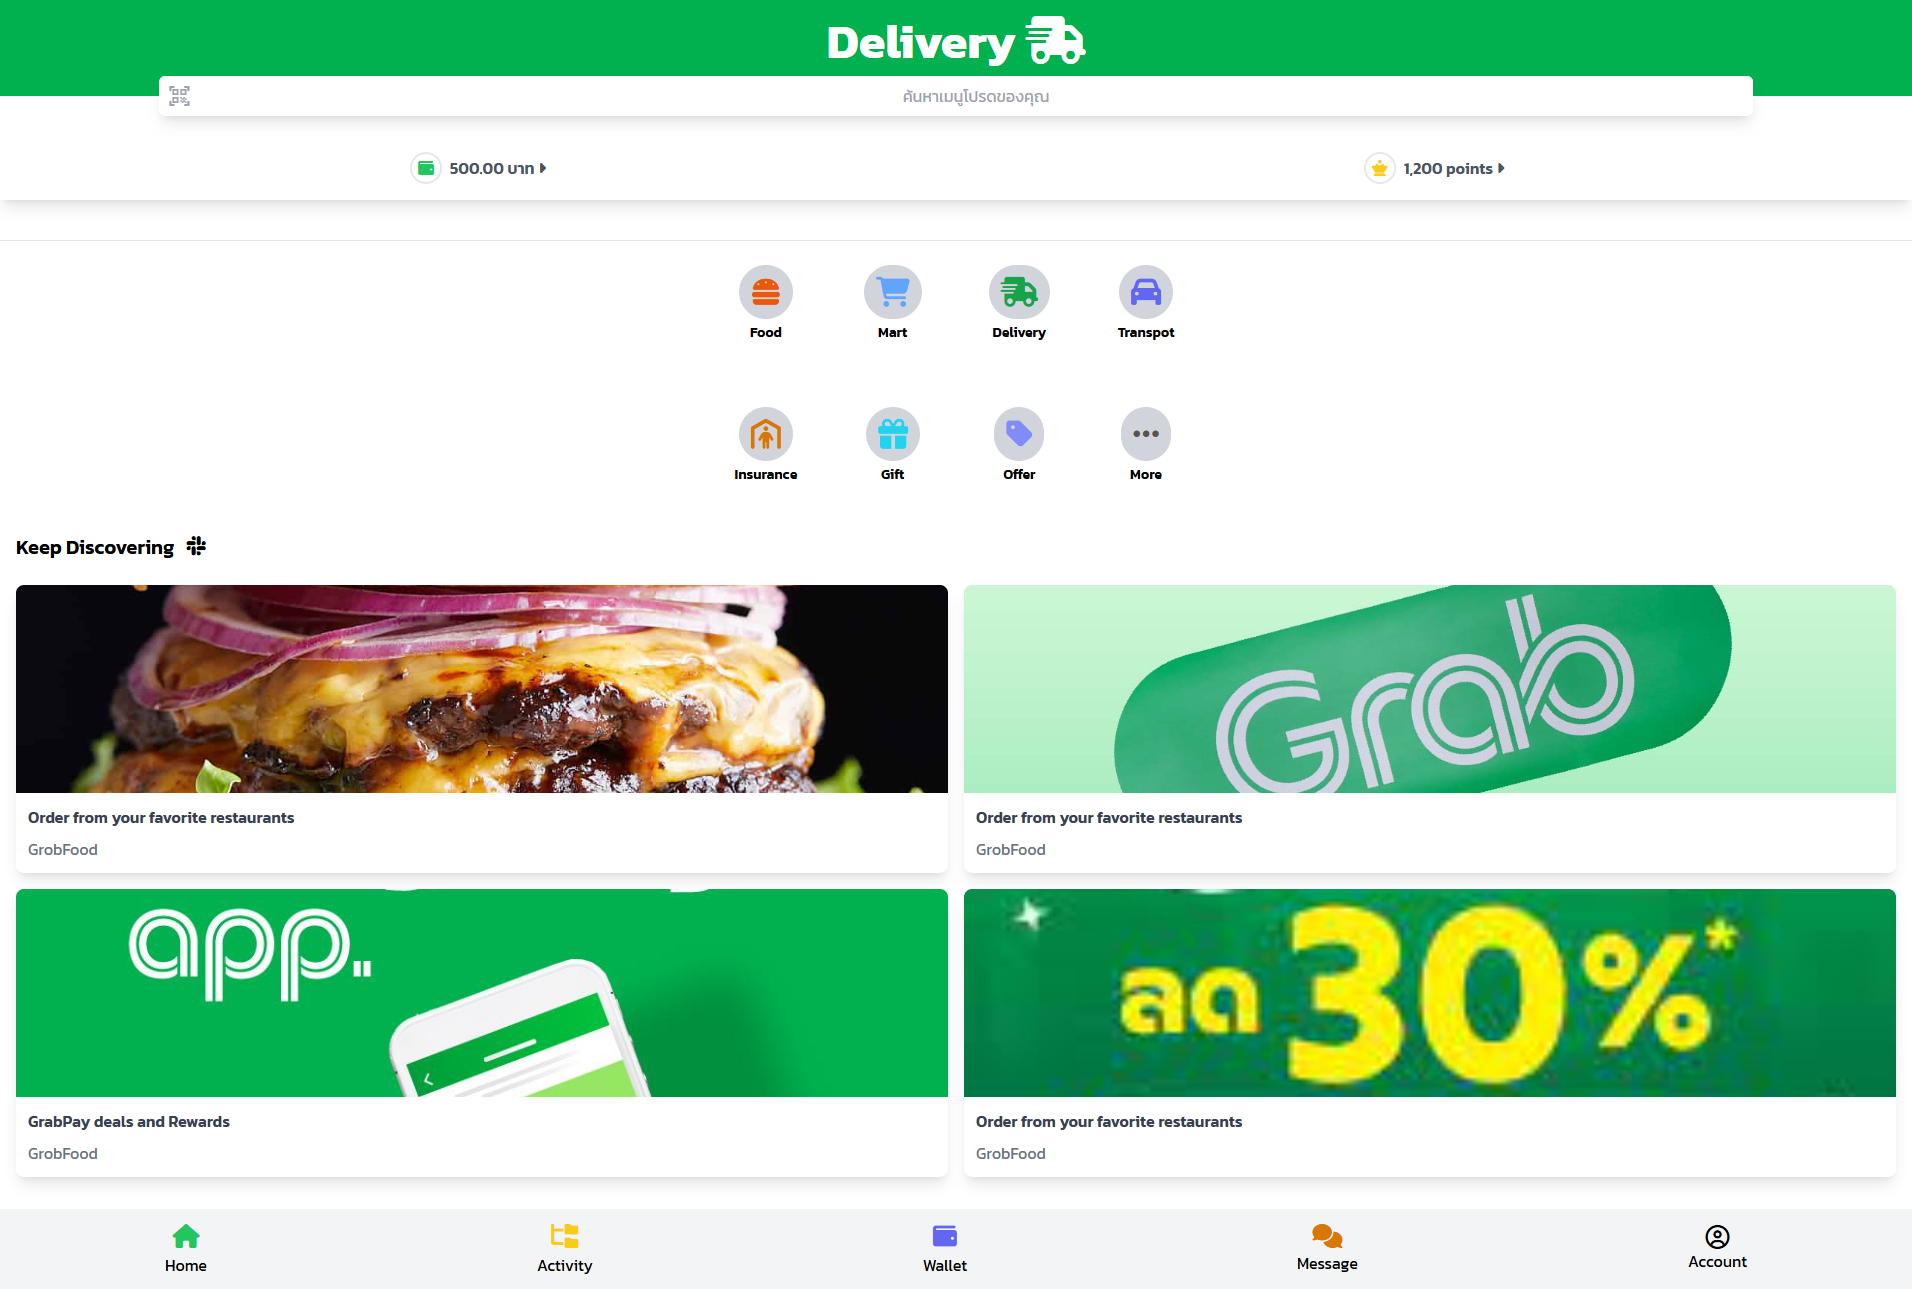 Delivery
ค้นหาเมนูโปรดของคุณ
500.00 บาท
1,200 points
Food
Mart
Delivery
Transpot
Insurance
Gift
Offer
More
Keep Discovering
Grab
Order from your favorite restaurants
GrobFood
Order from your favorite restaurants
GrobFood
app..
ลด 30%*
GrabPay deals and Rewards
GrobFood
Order from your favorite restaurants
GrobFood
Home
Activity
Wallet
Message
Account